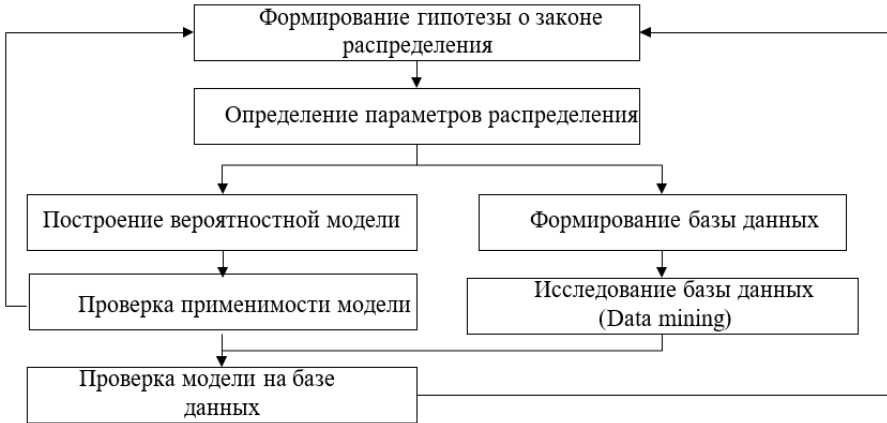 Формирование гипотезы о законе
распределения
Определение параметров распределения
Построение вероятностной модели
Формирование базы данных
Проверка применимости модели
Исследование базы данных
(Data mining)
Проверка модели на базе
данных